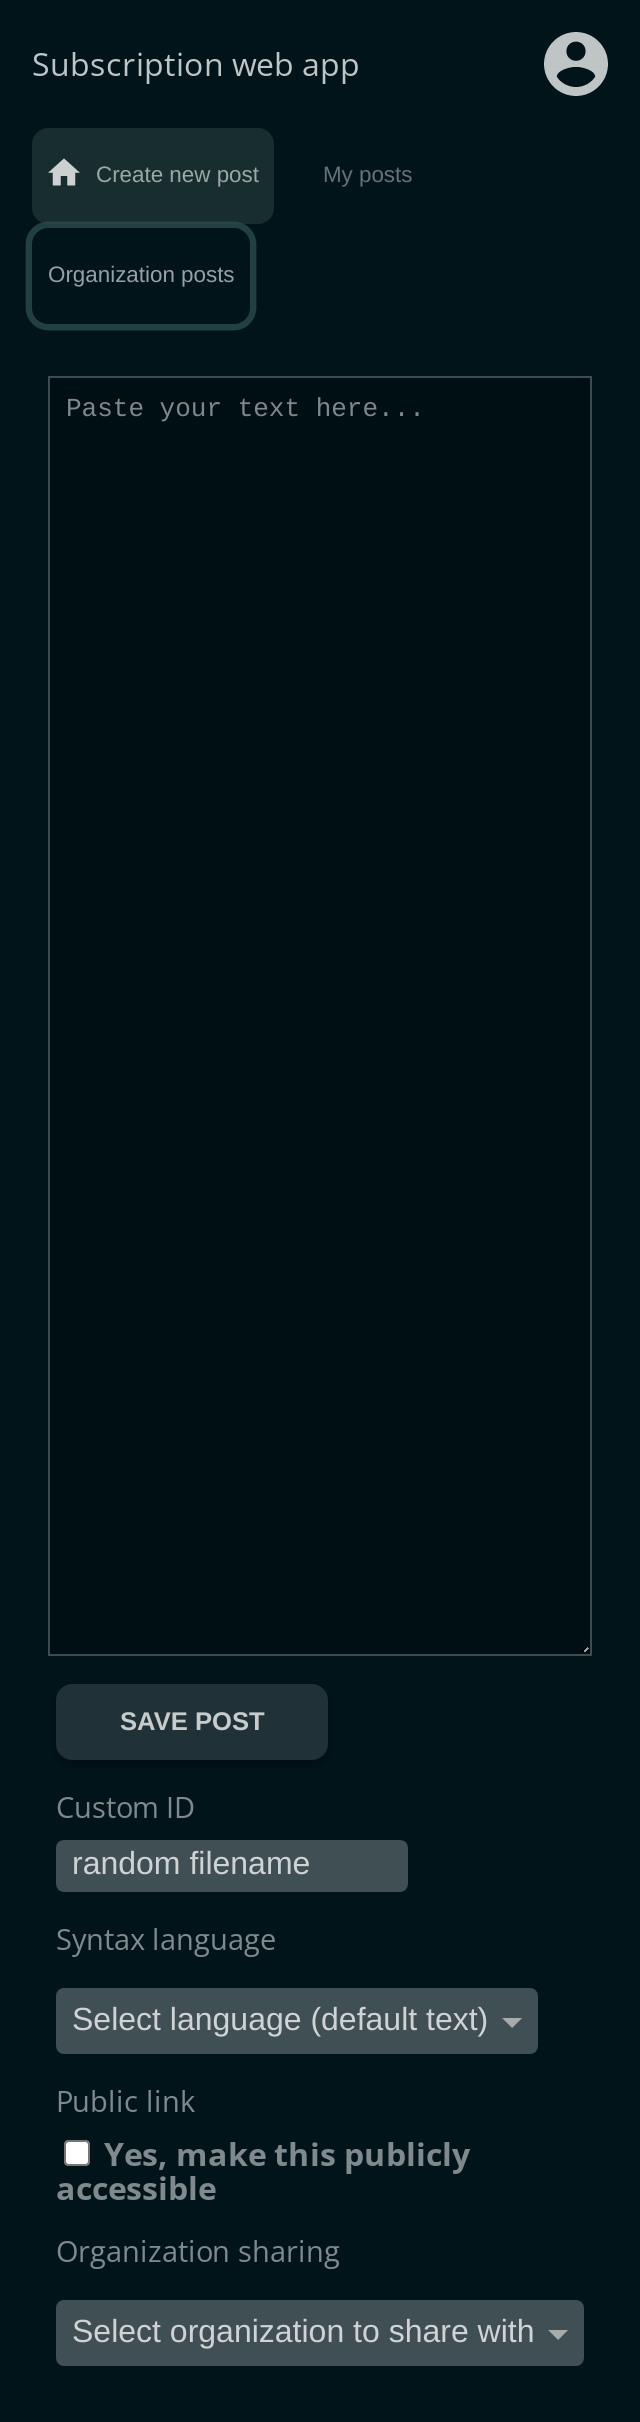 Subscription web app
Create new post
My posts
Organization posts
Paste your text here...
SAVE POST
Custom ID
random filename
Syntax language
Select language (default text)
Public link
Yes, make this publicly
accessible
Organization sharing
Select organization to share with